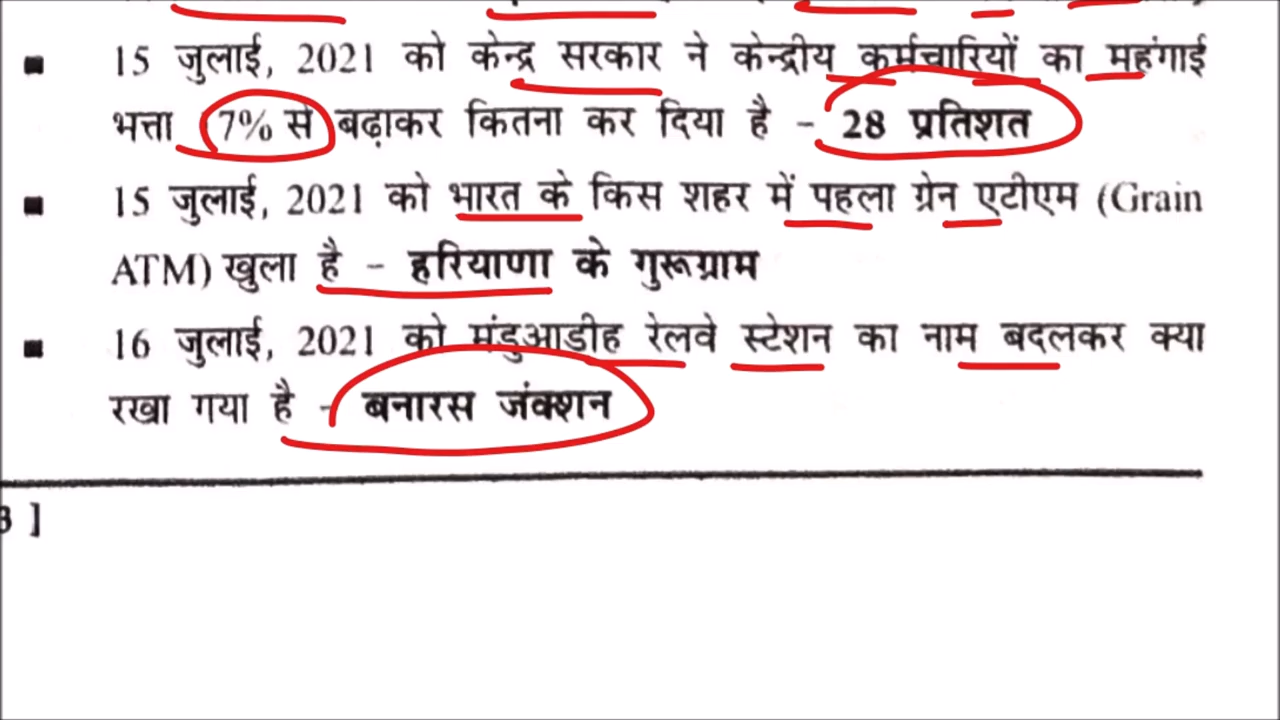 ■ 15 जुलाई, 2021 को केन्द्र सरकार ने केन्द्रीय कर्मचारियों का महंगाई
भत्ता 7% से बढ़ाकर कितना कर दिया है - 28 प्रतिशत
■ 15 जुलाई, 2021 को भारत के किस शहर में पहला ग्रेन एटीएम (Grain
ATM) खुला है - हरियाणा के गुरूग्राम
■ 16 जुलाई, 2021 को मंडुआडीह रेलवे स्टेशन का नाम बदलकर क्या
रखा गया है - बनारस जंक्शन
3 ]